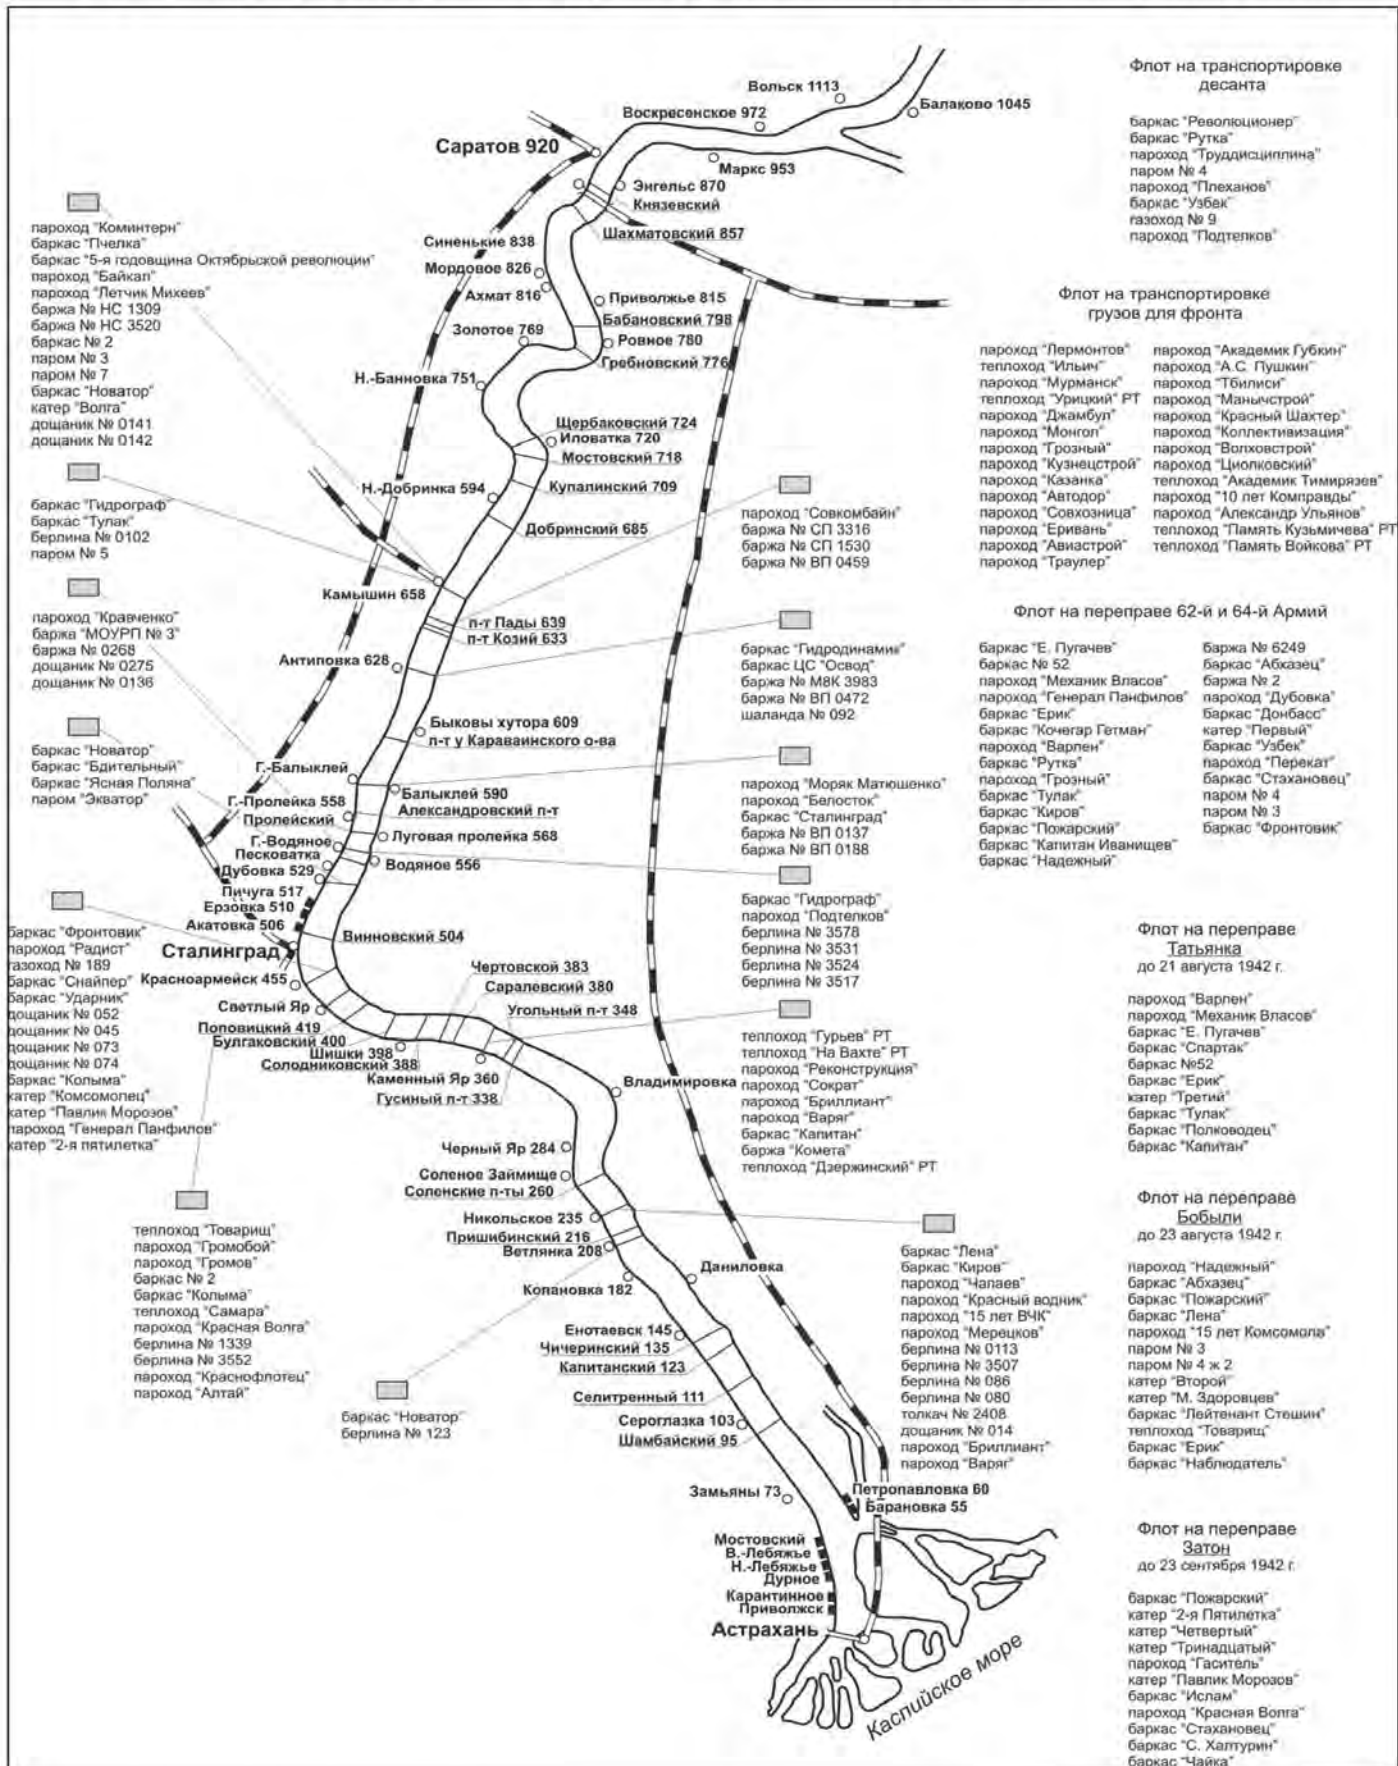 Вольск 1113
Балаково 1045
Воскресенское 972
Саратов 920
Маркс 953
Энгельс 870
Князевский
Шахматовский 857
Синенькие 838
Мордовое 826
Ахмат 816
Приволжье 815
Бабановский 798
Золотое 769
Ровное 780
Гребновский 776
Н.-Банновка 751
Щербаковский 724
Иловатка 720
Мостовский 718
Купалинский 709
Н.-Добринка 594
Добринский 685
Камышин 658
п-т Пады 639
п-т Козий 633
Антиповка 628
Быковы хутора 609
п-т у Караваинского о-ва
Г.-Балыклей
Балыклей 590
Г.-Пролейка 558
Александровский п-т
Пролейский
Луговая пролейка 568
Г.-Водяное
Песковатка
Водяное 556
Дубовка 529
Пичуга 517
Ерзовка 510
Акатовка 506
Винновский 504
Сталинград
Красноармейск 455
Светлый Яр
Чертовской 383
Саралевский 380
Угольный п-т 348
Поповицкий 419
Булгаковский 400
Шишки 398
Солодниковский 388
Каменный Яр 360
Гусиный п-т 338
Владимировка
Черный Яр 284
Соленое Займище
Соленские п-ты 260
Никольское 235
Пришибинский 216
Ветлянка 208
Копановка 182
Даниловка
Енотаевск 145
Чичеринский 135
Капитанский 123
Селитренный 111
Сероглазка 103
Шамбайский 95
Замьяны 73
Петропавловка 60
Барановка 55
Мостовский
В.-Лебяжье
Н.-Лебяжье
Дурное
Карантинное
Приволжск
Астрахань
Каспийское море
пароход "Коминтерн"
баркас "Пчелка"
баркас "5-я годовщина Октябрьской революции"
пароход "Байкал"
пароход "Летчик Михеев"
баржа № НС 1309
баржа № НС 3520
баркас № 2
паром № 3
паром № 7
баркас "Новатор"
катер "Волга"
дощаник № 0141
дощаник № 0142
баркас "Гидрограф"
баркас "Тулак"
берлина № 0102
паром № 5
пароход "Кравченко"
баржа "МОУРП № 3"
баржа № 0268
дощаник № 0275
дощаник № 0136
баркас "Новатор"
баркас "Бдительный"
баркас "Ясная Поляна"
паром "Экватор"
баркас "Фронтовик"
пароход "Радист"
газоход № 189
баркас "Снайпер"
баркас "Ударник"
дощаник № 052
дощаник № 045
дощаник № 073
дощаник № 074
баркас "Колыма"
катер "Комсомолец"
катер "Павлик Морозов"
пароход "Генерал Панфилов"
катер "2-я пятилетка"
теплоход "Товарищ"
пароход "Громобой"
пароход "Громов"
баркас № 2
баркас "Колыма"
теплоход "Самара"
пароход "Красная Волга"
берлина № 1339
берлина № 3552
пароход "Краснофлотец"
пароход "Алтай"
баркас "Новатор"
берлина № 123
пароход "Совкомбайн"
баржа № СП 3316
баржа № СП 1530
баржа № ВП 0459
баркас "Гидродинамик"
баркас ЦС "Освод"
баржа № М8К 3983
баржа № ВП 0472
шаланда № 092
пароход "Моряк Матюшенко"
пароход "Белосток"
баркас "Сталинград"
баржа № ВП 0137
баржа № ВП 0188
баркас "Гидрограф"
пароход "Подтелков"
берлина № 3578
берлина № 3531
берлина № 3524
берлина № 3517
теплоход "Гурьев" РТ
теплоход "На Вахте" РТ
пароход "Реконструкция"
пароход "Сократ"
пароход "Бриллиант"
пароход "Варяг"
баркас "Капитан"
баржа "Комета"
теплоход "Дзержинский" РТ
баркас "Лена"
баркас "Киров"
пароход "Чапаев"
пароход "Красный водник"
пароход "15 лет ВЧК"
пароход "Мерецков"
берлина № 0113
берлина № 3507
берлина № 086
берлина № 080
толкач № 2408
дощаник № 014
пароход "Бриллиант"
пароход "Варяг"
Флот на транспортировке
десанта
баркас "Революционер"
баркас "Рутка"
пароход "Труддисциплина"
паром № 4
пароход "Плеханов"
баркас "Узбек"
газоход № 9
пароход "Подтелков"
Флот на транспортировке
грузов для фронта
пароход "Лермонтов"
теплоход "Ильич"
пароход "Мурманск"
теплоход "Урицкий" РТ
пароход "Джамбул"
пароход "Монгол"
пароход "Грозный"
пароход "Кузнецстрой"
пароход "Казанка"
пароход "Автодор"
пароход "Совхозница"
пароход "Еривань"
пароход "Авиастрой"
пароход "Траулер"
пароход "Академик Губкин"
пароход "А.С. Пушкин"
пароход "Тбилиси"
пароход "Манычстрой"
пароход "Красный Шахтер"
пароход "Коллективизация"
пароход "Волховстрой"
пароход "Циолковский"
теплоход "Академик Тимирязев"
пароход "10 лет Комправды"
пароход "Александр Ульянов"
теплоход "Память Кузьмичева" РТ
теплоход "Память Войкова" РТ
Флот на переправе 62-й и 64-й Армий
баркас "Е. Пугачев"
баркас № 52
пароход "Механик Власов"
пароход "Генерал Панфилов"
баркас "Ерик"
баркас "Кочегар Гетман"
пароход "Варлен"
баркас "Рутка"
пароход "Грозный"
баркас "Тулак"
баркас "Киров"
баркас "Пожарский"
баркас "Капитан Иванищев"
баркас "Надежный"
баржа № 6249
баркас "Абхазец"
баржа № 2
пароход "Дубовка"
баркас "Донбасс"
катер "Первый"
баркас "Узбек"
пароход "Перекат"
баркас "Стахановец"
паром № 4
паром № 3
баркас "Фронтовик"
Флот на переправе
Татьянка
до 21 августа 1942 г.
пароход "Варлен"
пароход "Механик Власов"
баркас "Е. Пугачев"
баркас "Спартак"
баркас №52
баркас "Ерик"
катер "Третий"
баркас "Тулак"
баркас "Полководец"
баркас "Капитан"
Флот на переправе
Бобыли
до 23 августа 1942 г.
пароход "Надежный"
баркас "Абхазец"
баркас "Пожарский"
баркас "Лена"
пароход "15 лет Комсомола"
паром № 3
паром № 4 ж 2
катер "Второй"
катер "М. Здоровцев"
баркас "Лейтенант Стешин"
теплоход "Товарищ"
баркас "Ерик"
баркас "Наблюдатель"
Флот на переправе
Затон
до 23 сентября 1942 г.
баркас "Пожарский"
катер "2-я Пятилетка"
катер "Четвертый"
катер "Тринадцатый"
пароход "Гаситель"
катер "Павлик Морозов"
баркас "Ислам"
пароход "Красная Волга"
баркас "Стахановец"
баркас "С. Халтурин"
баркас "Чайка"